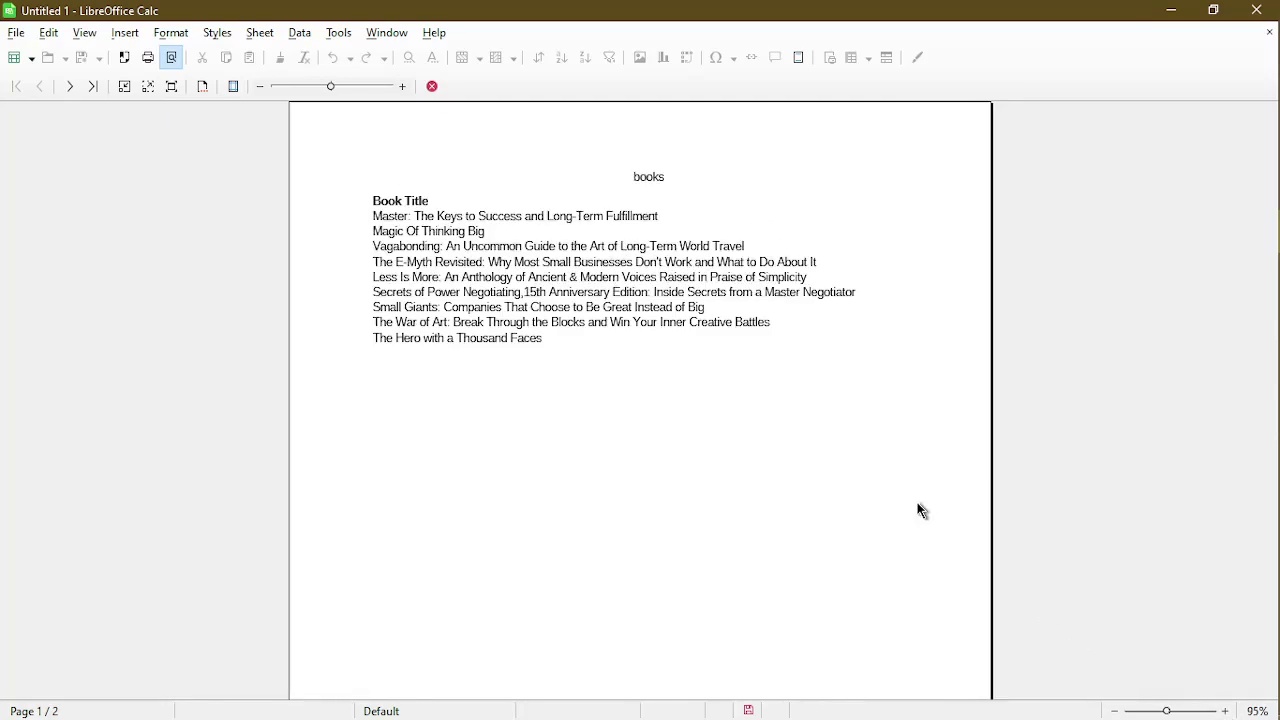 Untitled 1 - LibreOffice Calc
File Edit View Insert Format Styles Sheet Data Tools Window Help
books
Book Title
Master: The Keys to Success and Long-Term Fulfillment
Magic Of Thinking Big
Vagabonding: An Uncommon Guide to the Art of Long-Term World Travel
The E-Myth Revisited: Why Most Small Businesses Don't Work and What to Do About It
Less Is More: An Anthology of Ancient & Modern Voices Raised in Praise of Simplicity
Secrets of Power Negotiating,15th Anniversary Edition: Inside Secrets from a Master Negotiator
Small Giants: Companies That Choose to Be Great Instead of Big
The War of Art: Break Through the Blocks and Win Your Inner Creative Battles
The Hero with a Thousand Faces
Page 1 / 2 Default 95%